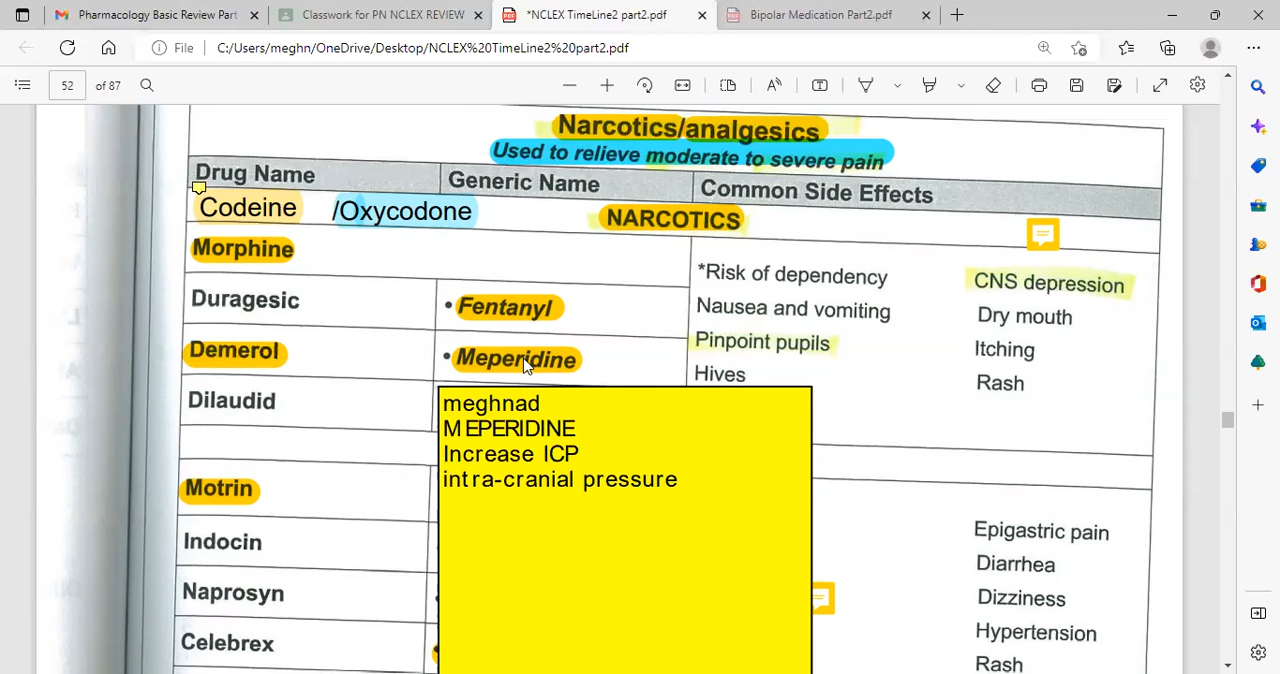 Pharmacology Basic Review Part
Classwork for PN NCLEX REVIEW
*NCLEX TimeLine2 part2.pdf
Bipolar Medication Part2.pdf
File
C:/Users/meghn/OneDrive/Desktop/NCLEX%20TimeLine2%20part2.pdf
52 of 87
Narcotics/analgesics
Used to relieve moderate to severe pain
Drug Name Generic Name Common Side Effects
Codeine /Oxycodone NARCOTICS
Morphine
*Risk of dependency CNS depression
Duragesic • Fentanyl Nausea and vomiting Dry mouth
Demerol • Meperidine Pinpoint pupils Itching
Hives Rash
Dilaudid
meghnad
MEPERIDINE
Increase ICP
intra-cranial pressure
Motrin
Indocin Epigastric pain
Diarrhea
Naprosyn Dizziness
Celebrex Hypertension
Rash